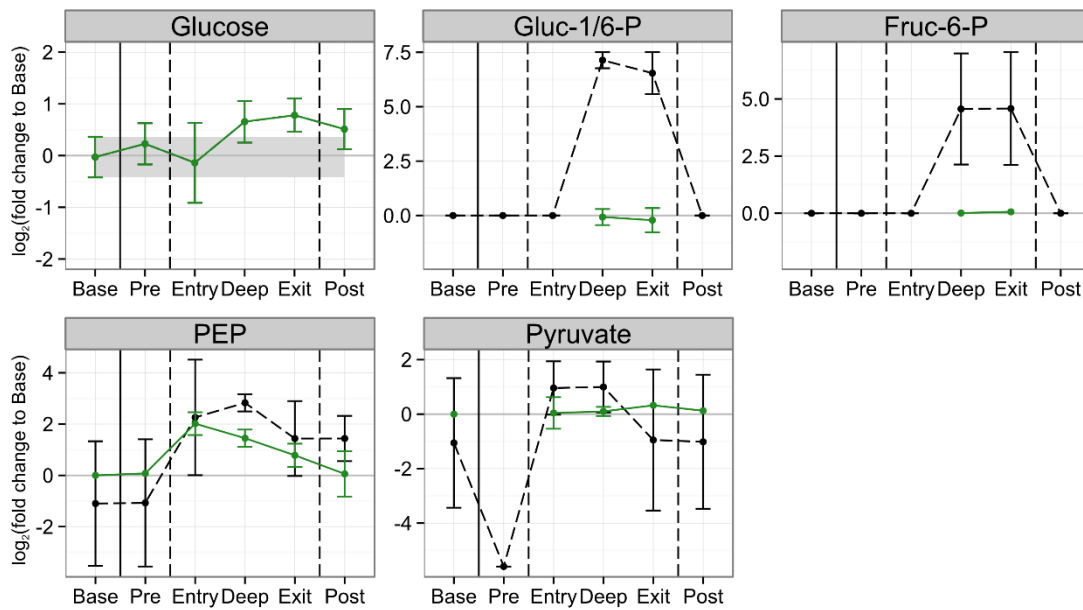 Glucose
Gluc-1/6-P
Fruc-6-P
log₂(fold change to Base)
2
1
0
-1
-2
7.5
5.0
2.5
0.0
5.0
2.5
0.0
Base Pre Entry Deep Exit Post
Base Pre Entry Deep Exit Post
Base Pre Entry Deep Exit Post
PEP
Pyruvate
log₂(fold change to Base)
4
2
0
-2
2
0
-2
-4
Base Pre Entry Deep Exit Post
Base Pre Entry Deep Exit Post